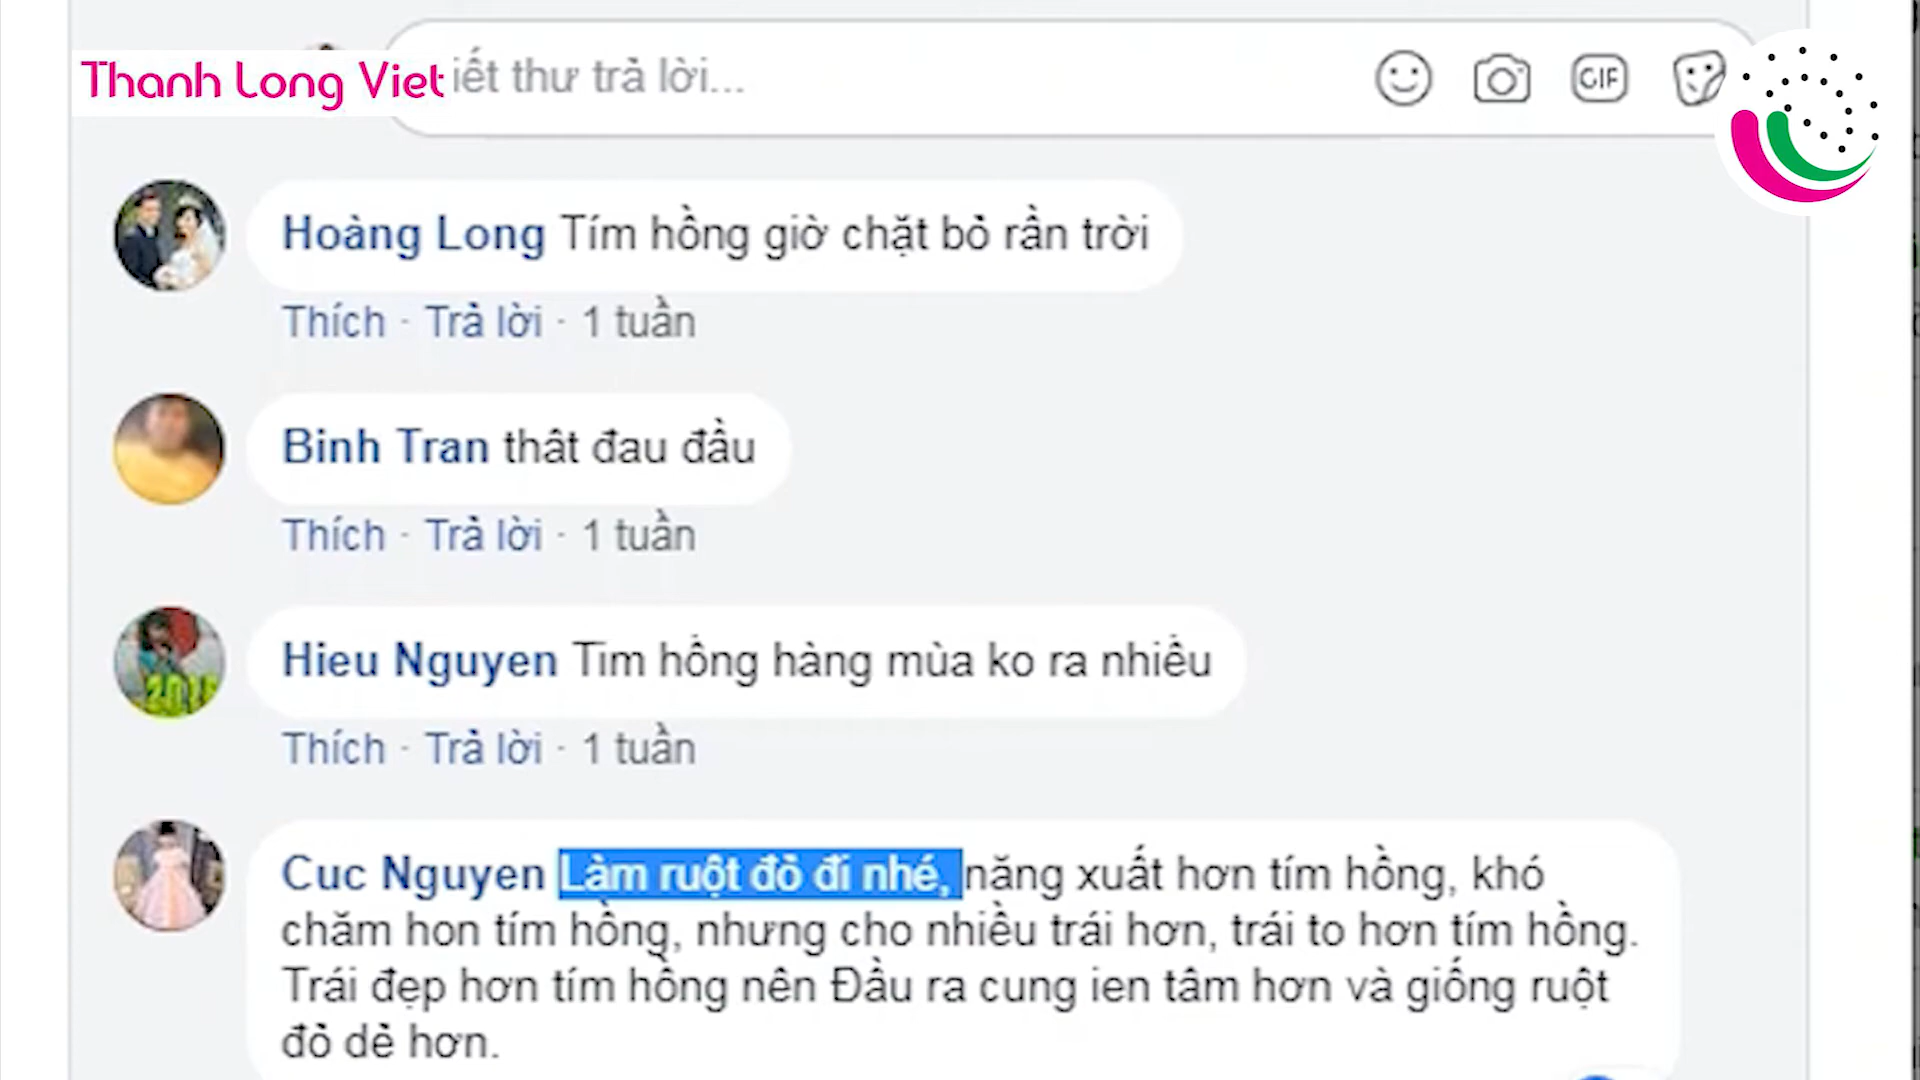 Thanh Long Viet
iết thư trả lời...
GIF
Hoàng Long Tím hồng giờ chặt bỏ rần trời
Thích · Trả lời · 1 tuần
Binh Tran thât đau đầu
Thích · Trả lời · 1 tuần
Hieu Nguyen Tim hồng hàng mùa ko ra nhiều
Thích · Trả lời · 1 tuần
Cuc Nguyen Làm ruột đỏ đi nhé, năng xuất hơn tím hồng, khó
chăm hon tím hồng, nhưng cho nhiều trái hơn, trái to hơn tím hồng.
Trái đẹp hơn tím hồng nên Đầu ra cung ien tâm hơn và giống ruột
đỏ dẻ hơn.